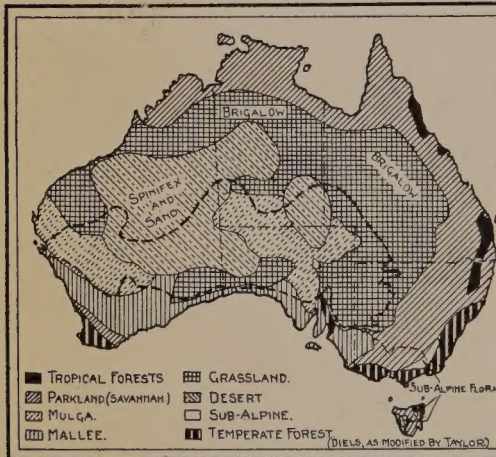 BRIGALOW
BRIGALOW
SPINIFEX
AND
SAND
TROPICAL FORESTS
PARKLAND (SAVANNAH.)
MULGA.
MALLEE.
GRASSLAND.
DESERT
SUB-ALPINE.
TEMPERATE FOREST.
SUB-ALPINE FLORA
(DIELS, AS MODIFIED BY TAYLOR)